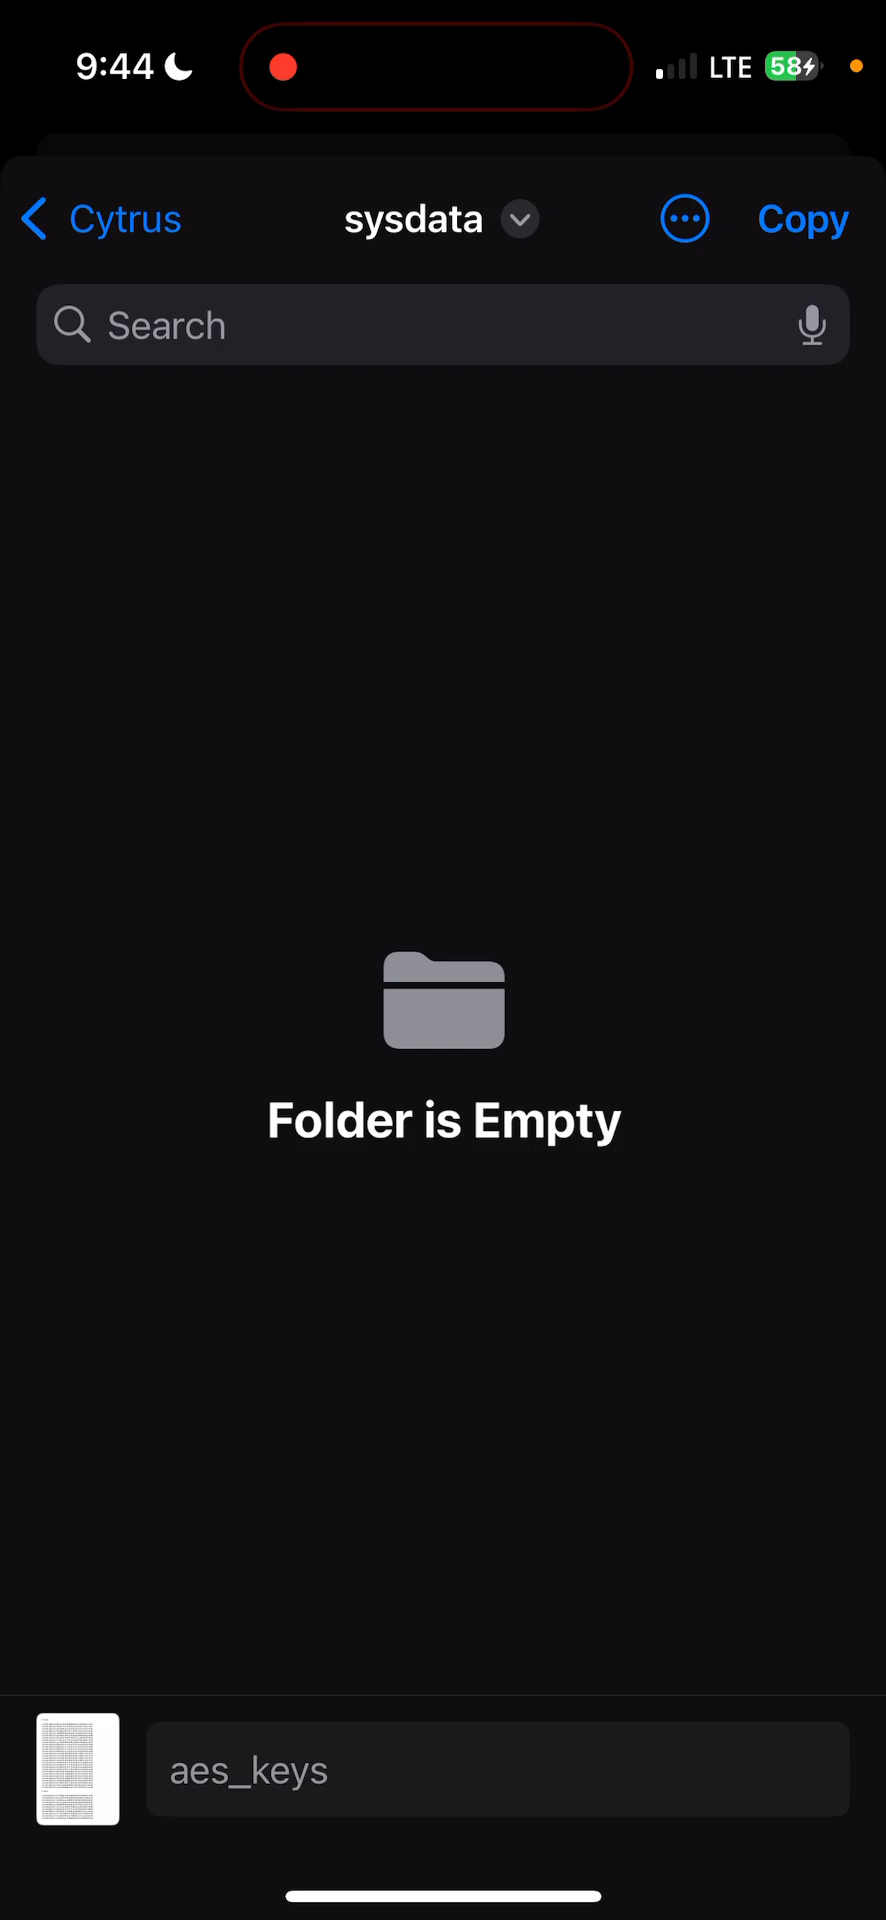 9:44 LTE 58
Cytrus sysdata Copy
Search
Folder is Empty
aes_keys